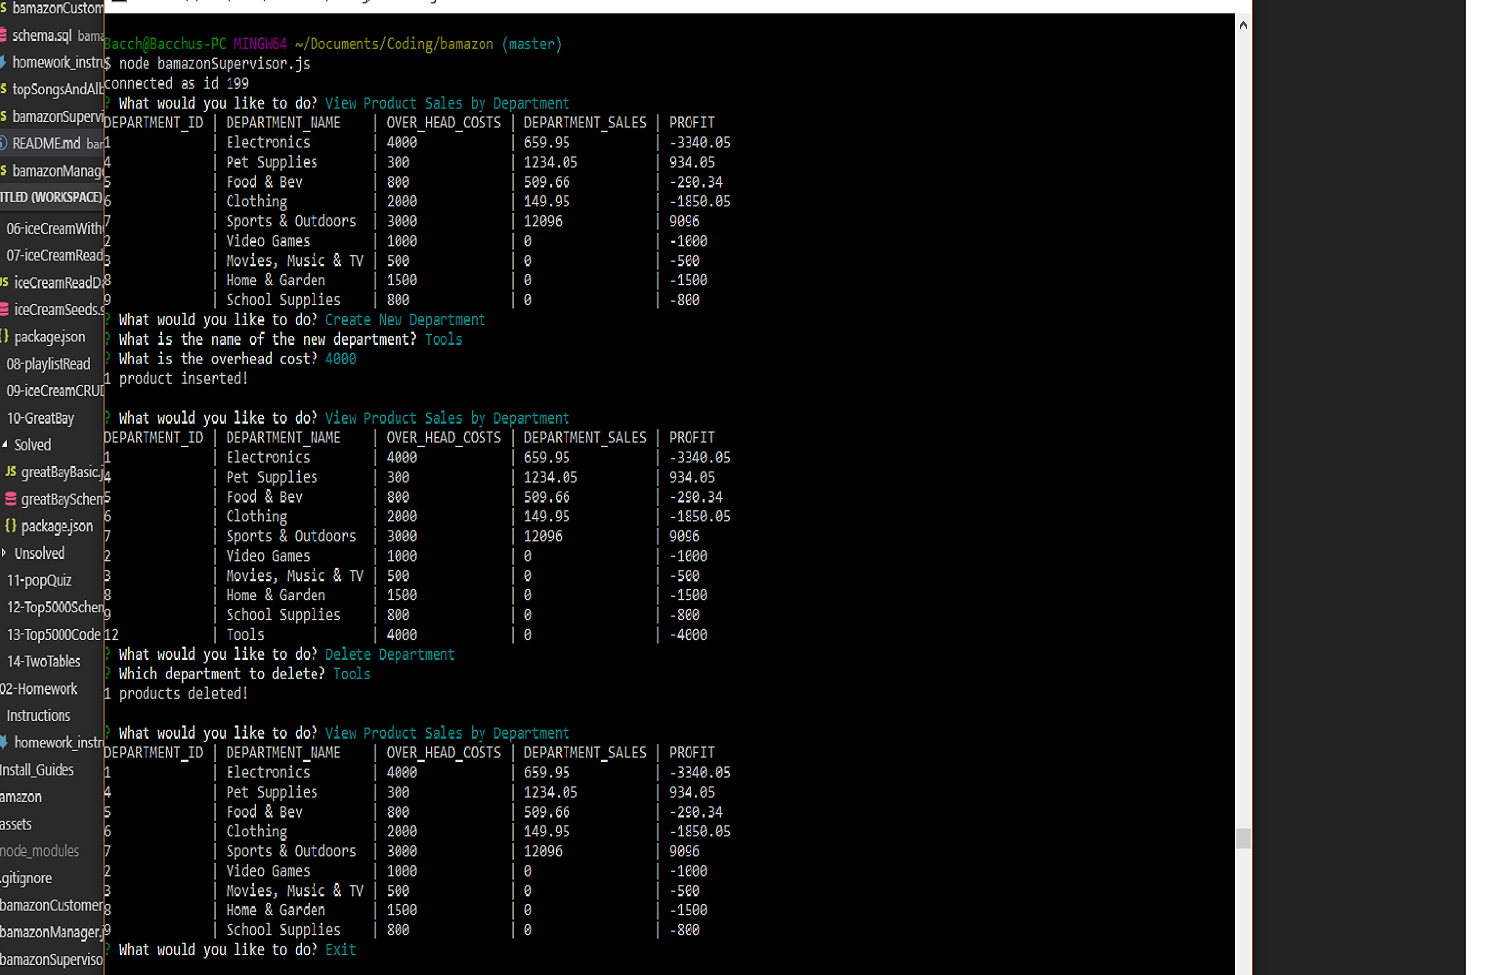 bamazonCustom
schema.sql bama
homework_instru
topSongsAndAlb
bamazonSupervi
README.md bar
bamazonManage
ITLED (WORKSPACE)
06-iceCreamWith
07-iceCreamRead
JS iceCreamReadDa
iceCreamSeeds.s
{} package.json
08-playlistRead
09-iceCreamCRUD
10-GreatBay
Solved
JS greatBayBasic.j
greatBaySchem
{} package.json
Unsolved
11-popQuiz
12-Top5000Schem
13-Top5000Code
14-TwoTables
02-Homework
Instructions
homework_instru
Install_Guides
amazon
assets
node_modules
.gitignore
bamazonCustomer
bamazonManager.j
bamazonSuperviso
Bacch@Bacchus-PC MINGW64 ~/Documents/Coding/bamazon (master)
$ node bamazonSupervisor.js
connected as id 199
? What would you like to do? View Product Sales by Department
DEPARTMENT_ID | DEPARTMENT_NAME | OVER_HEAD_COSTS | DEPARTMENT_SALES | PROFIT
1 | Electronics | 4000 | 659.95 | -3340.05
4 | Pet Supplies | 300 | 1234.05 | 934.05
5 | Food & Bev | 800 | 509.66 | -290.34
6 | Clothing | 2000 | 149.95 | -1850.05
7 | Sports & Outdoors | 3000 | 12096 | 9096
2 | Video Games | 1000 | 0 | -1000
3 | Movies, Music & TV | 500 | 0 | -500
8 | Home & Garden | 1500 | 0 | -1500
9 | School Supplies | 800 | 0 | -800
? What would you like to do? Create New Department
? What is the name of the new department? Tools
? What is the overhead cost? 4000
1 product inserted!
? What would you like to do? View Product Sales by Department
DEPARTMENT_ID | DEPARTMENT_NAME | OVER_HEAD_COSTS | DEPARTMENT_SALES | PROFIT
1 | Electronics | 4000 | 659.95 | -3340.05
4 | Pet Supplies | 300 | 1234.05 | 934.05
5 | Food & Bev | 800 | 509.66 | -290.34
6 | Clothing | 2000 | 149.95 | -1850.05
7 | Sports & Outdoors | 3000 | 12096 | 9096
2 | Video Games | 1000 | 0 | -1000
3 | Movies, Music & TV | 500 | 0 | -500
8 | Home & Garden | 1500 | 0 | -1500
9 | School Supplies | 800 | 0 | -800
12 | Tools | 4000 | 0 | -4000
? What would you like to do? Delete Department
? Which department to delete? Tools
1 products deleted!
? What would you like to do? View Product Sales by Department
DEPARTMENT_ID | DEPARTMENT_NAME | OVER_HEAD_COSTS | DEPARTMENT_SALES | PROFIT
1 | Electronics | 4000 | 659.95 | -3340.05
4 | Pet Supplies | 300 | 1234.05 | 934.05
5 | Food & Bev | 800 | 509.66 | -290.34
6 | Clothing | 2000 | 149.95 | -1850.05
7 | Sports & Outdoors | 3000 | 12096 | 9096
2 | Video Games | 1000 | 0 | -1000
3 | Movies, Music & TV | 500 | 0 | -500
8 | Home & Garden | 1500 | 0 | -1500
9 | School Supplies | 800 | 0 | -800
? What would you like to do? Exit